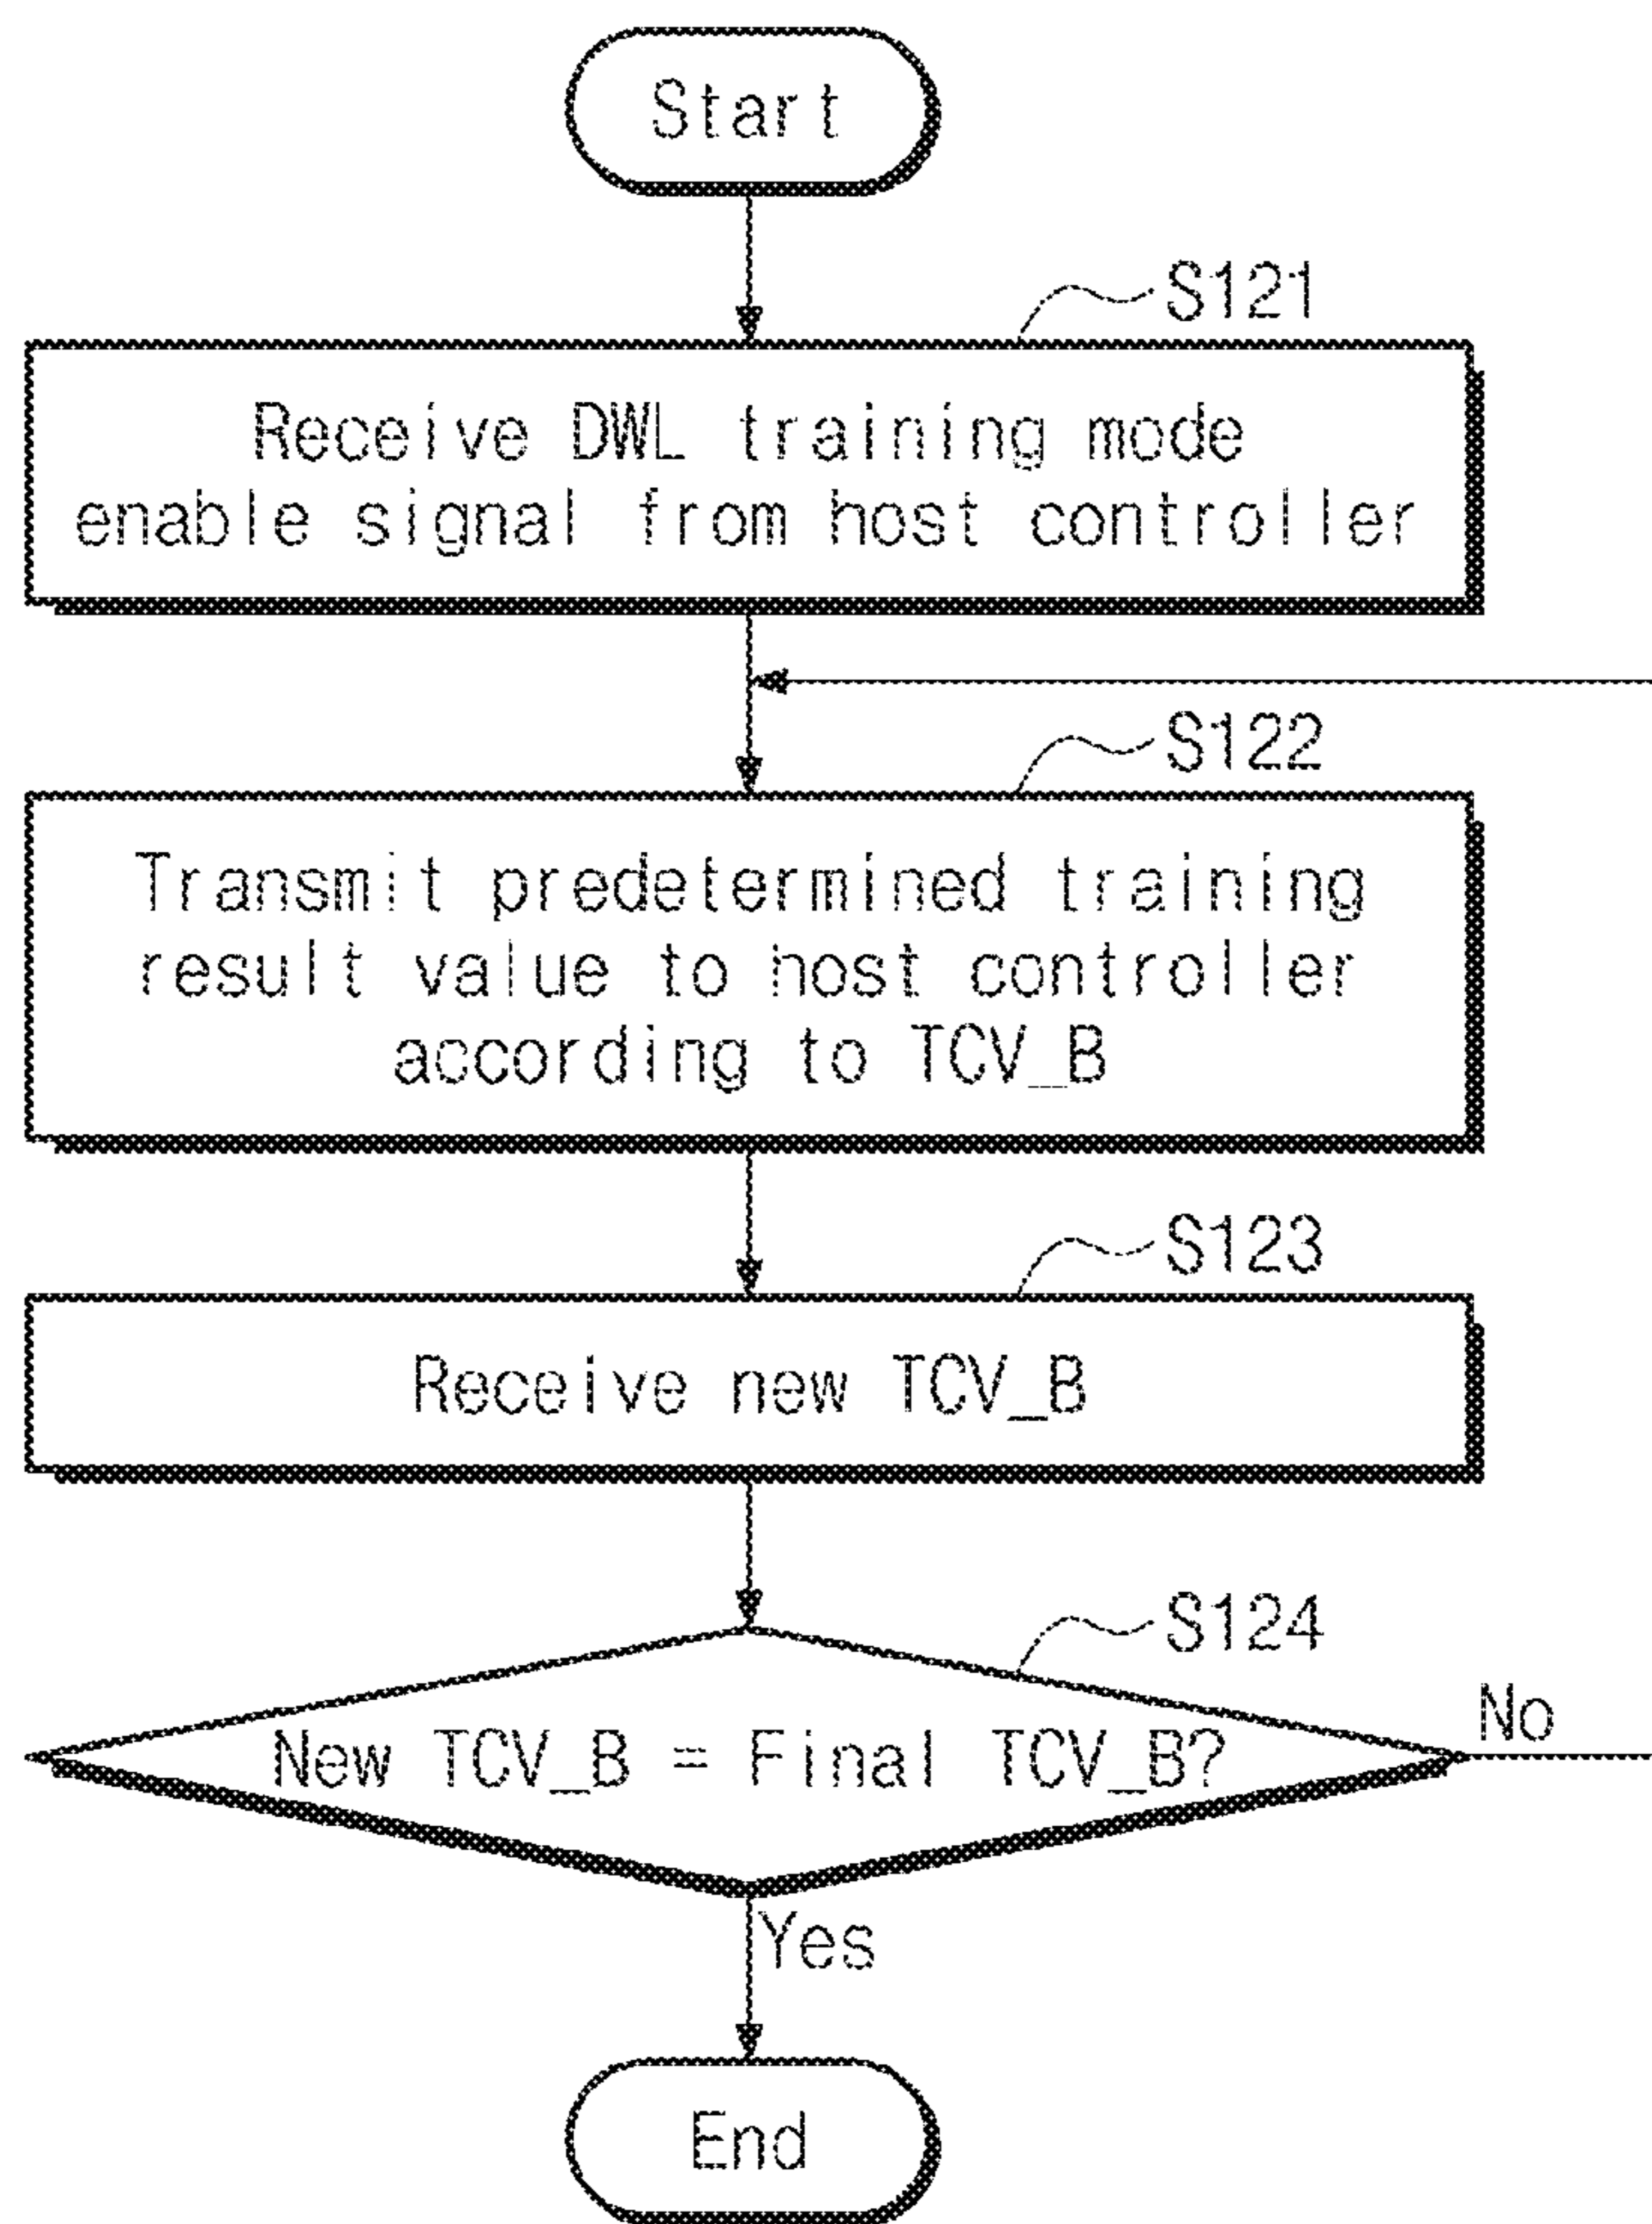 Start
S121
Receive DWL training mode
enable signal from host controller
S122
Transmit predetermined training
result value to host controller
according to TCV_B
S123
Receive new TCV_B
S124
New TCV_B = Final TCV_B?
No
Yes
End